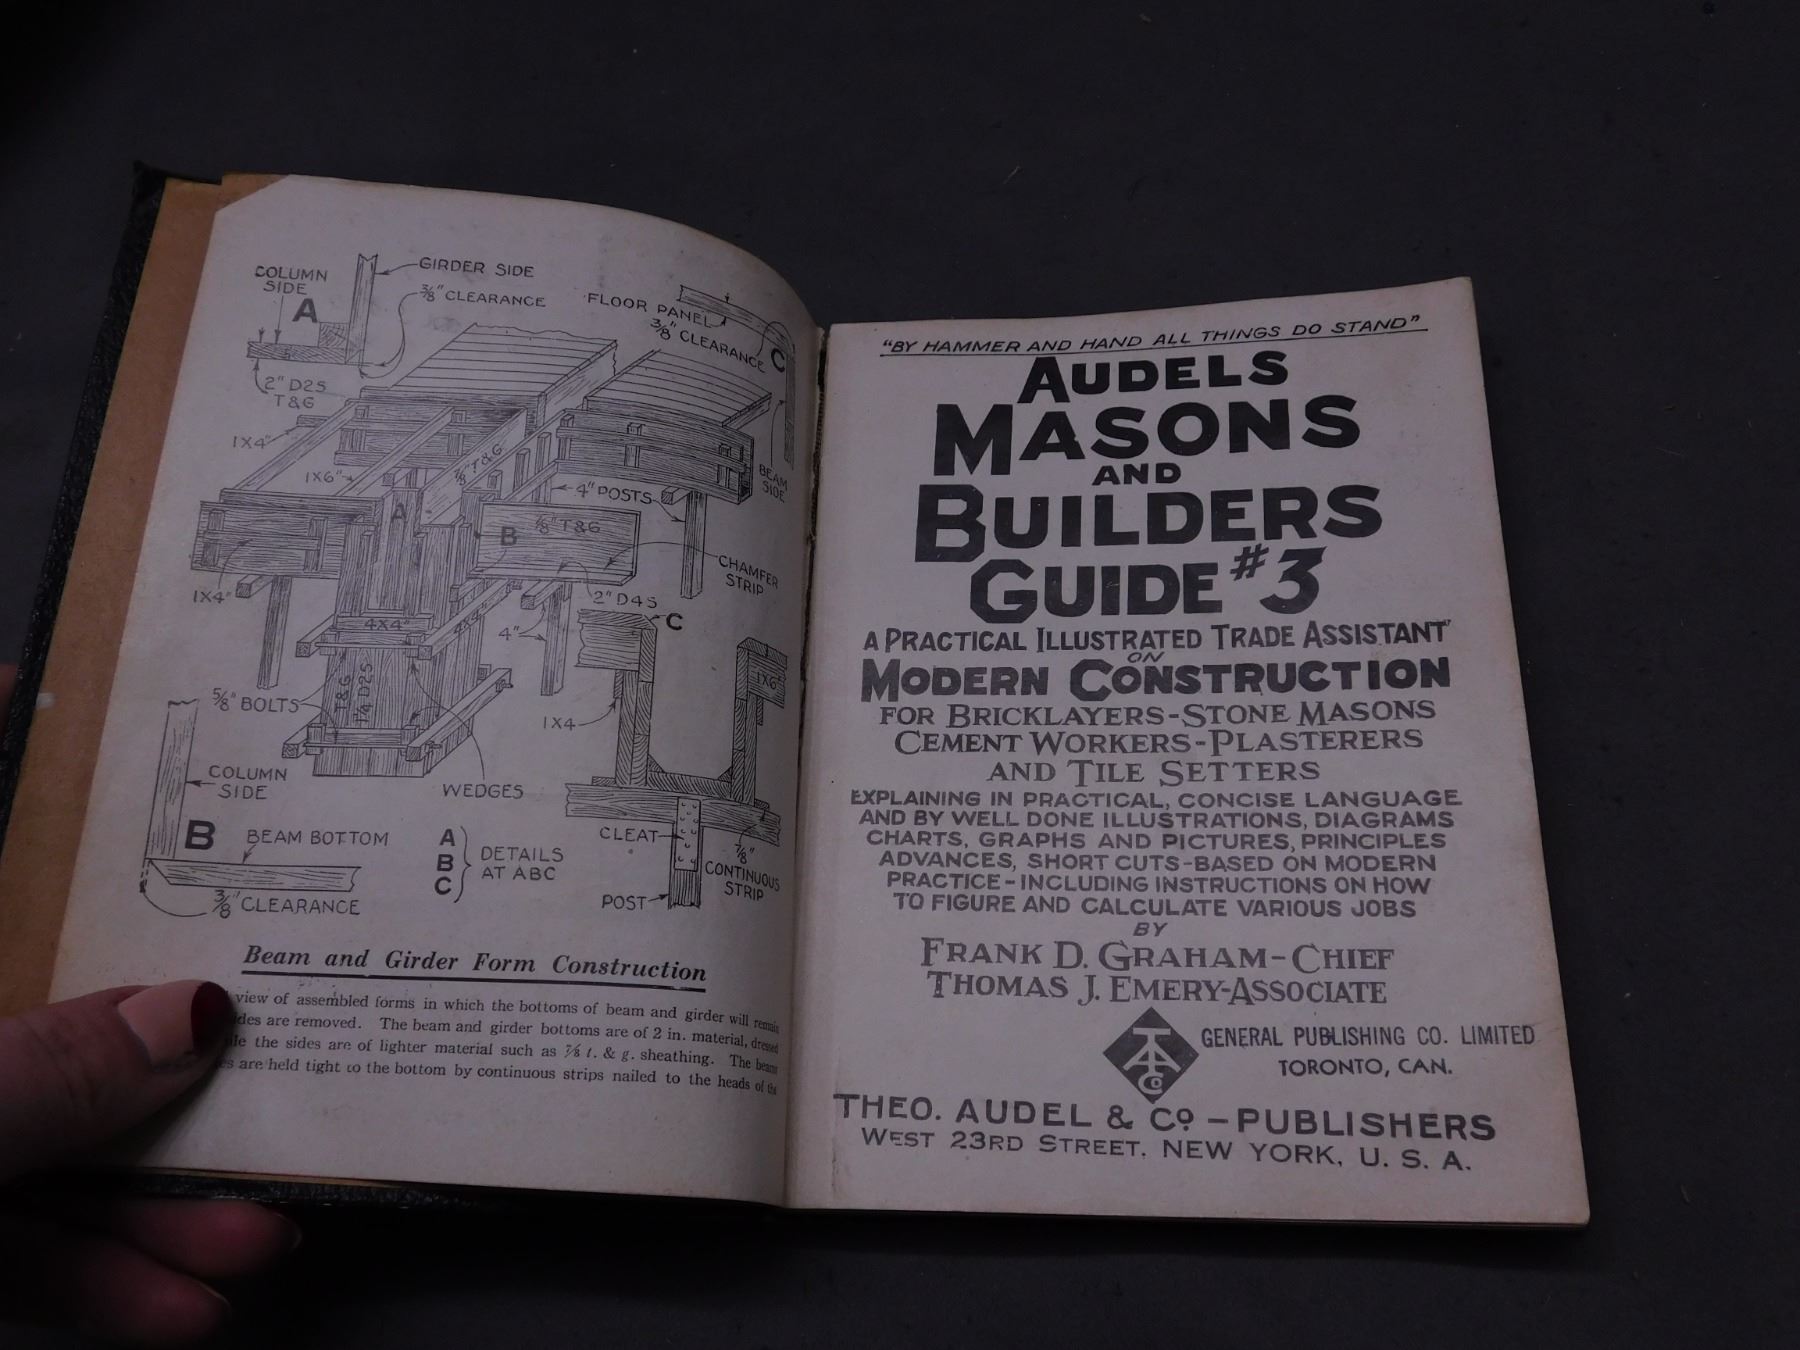 COLUMN
SIDE
A
GIRDER SIDE
3/8" CLEARANCE
FLOOR PANEL
3/8" CLEARANCE
C
2" D2S
T&G
1X4"
1X6"
7/8" T&G
4" POSTS
BEAM
SIDE
A
B
7/8" T&G
CHAMFER
STRIP
1X4"
2" D4S
4X4"
4X4"
4"
C
1X6"
5/8" BOLTS
T&G
1¼ D2S
1X4
COLUMN
SIDE
WEDGES
B
BEAM BOTTOM
A
B
C
DETAILS
AT ABC
CLEAT
7/8"
CONTINUOUS
STRIP
POST
3/8" CLEARANCE
Beam and Girder Form Construction
view of assembled forms in which the bottoms of beam and girder will remain
are removed. The beam and girder bottoms are of 2 in. material, dressed
the sides are of lighter material such as 7/8 t. & g. sheathing. The beam
are held tight to the bottom by continuous strips nailed to the heads of the
"BY HAMMER AND HAND ALL THINGS DO STAND"
AUDELS
MASONS
AND
BUILDERS
GUIDE #3
A PRACTICAL ILLUSTRATED TRADE ASSISTANT
ON
MODERN CONSTRUCTION
FOR BRICKLAYERS-STONE MASONS
CEMENT WORKERS-PLASTERERS
AND TILE SETTERS
EXPLAINING IN PRACTICAL, CONCISE LANGUAGE
AND BY WELL DONE ILLUSTRATIONS, DIAGRAMS
CHARTS, GRAPHS AND PICTURES, PRINCIPLES
ADVANCES, SHORT CUTS-BASED ON MODERN
PRACTICE-INCLUDING INSTRUCTIONS ON HOW
TO FIGURE AND CALCULATE VARIOUS JOBS
BY
FRANK D. GRAHAM-CHIEF
THOMAS J. EMERY-ASSOCIATE
TAC Co
GENERAL PUBLISHING CO. LIMITED
TORONTO, CAN.
THEO. AUDEL & Co. - PUBLISHERS
WEST 23RD STREET. NEW YORK, U. S. A.